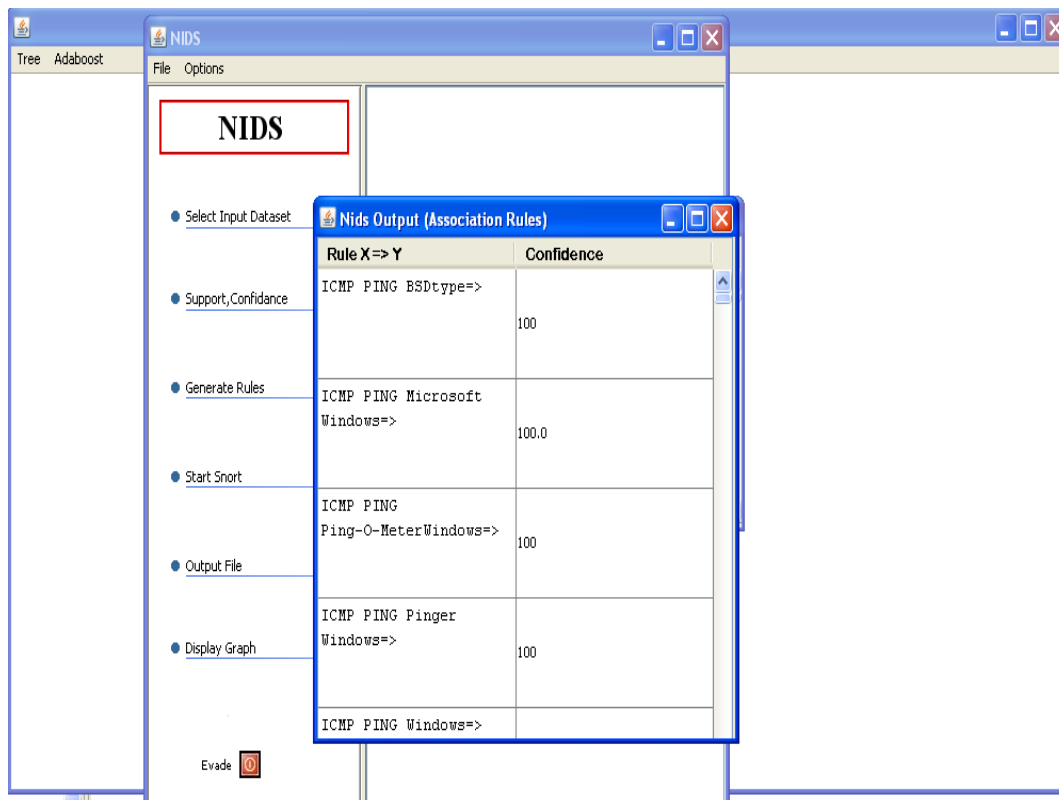 Tree Adaboost
NIDS
File Options
NIDS
Select Input Dataset
Support,Confidance
Generate Rules
Start Snort
Output File
Display Graph
Evade
Nids Output (Association Rules)
Rule X => Y Confidence
ICMP PING BSDtype=>
100
ICMP PING Microsoft
Windows=>
100.0
ICMP PING
Ping-O-MeterWindows=>
100
ICMP PING Pinger
Windows=>
100
ICMP PING Windows=>